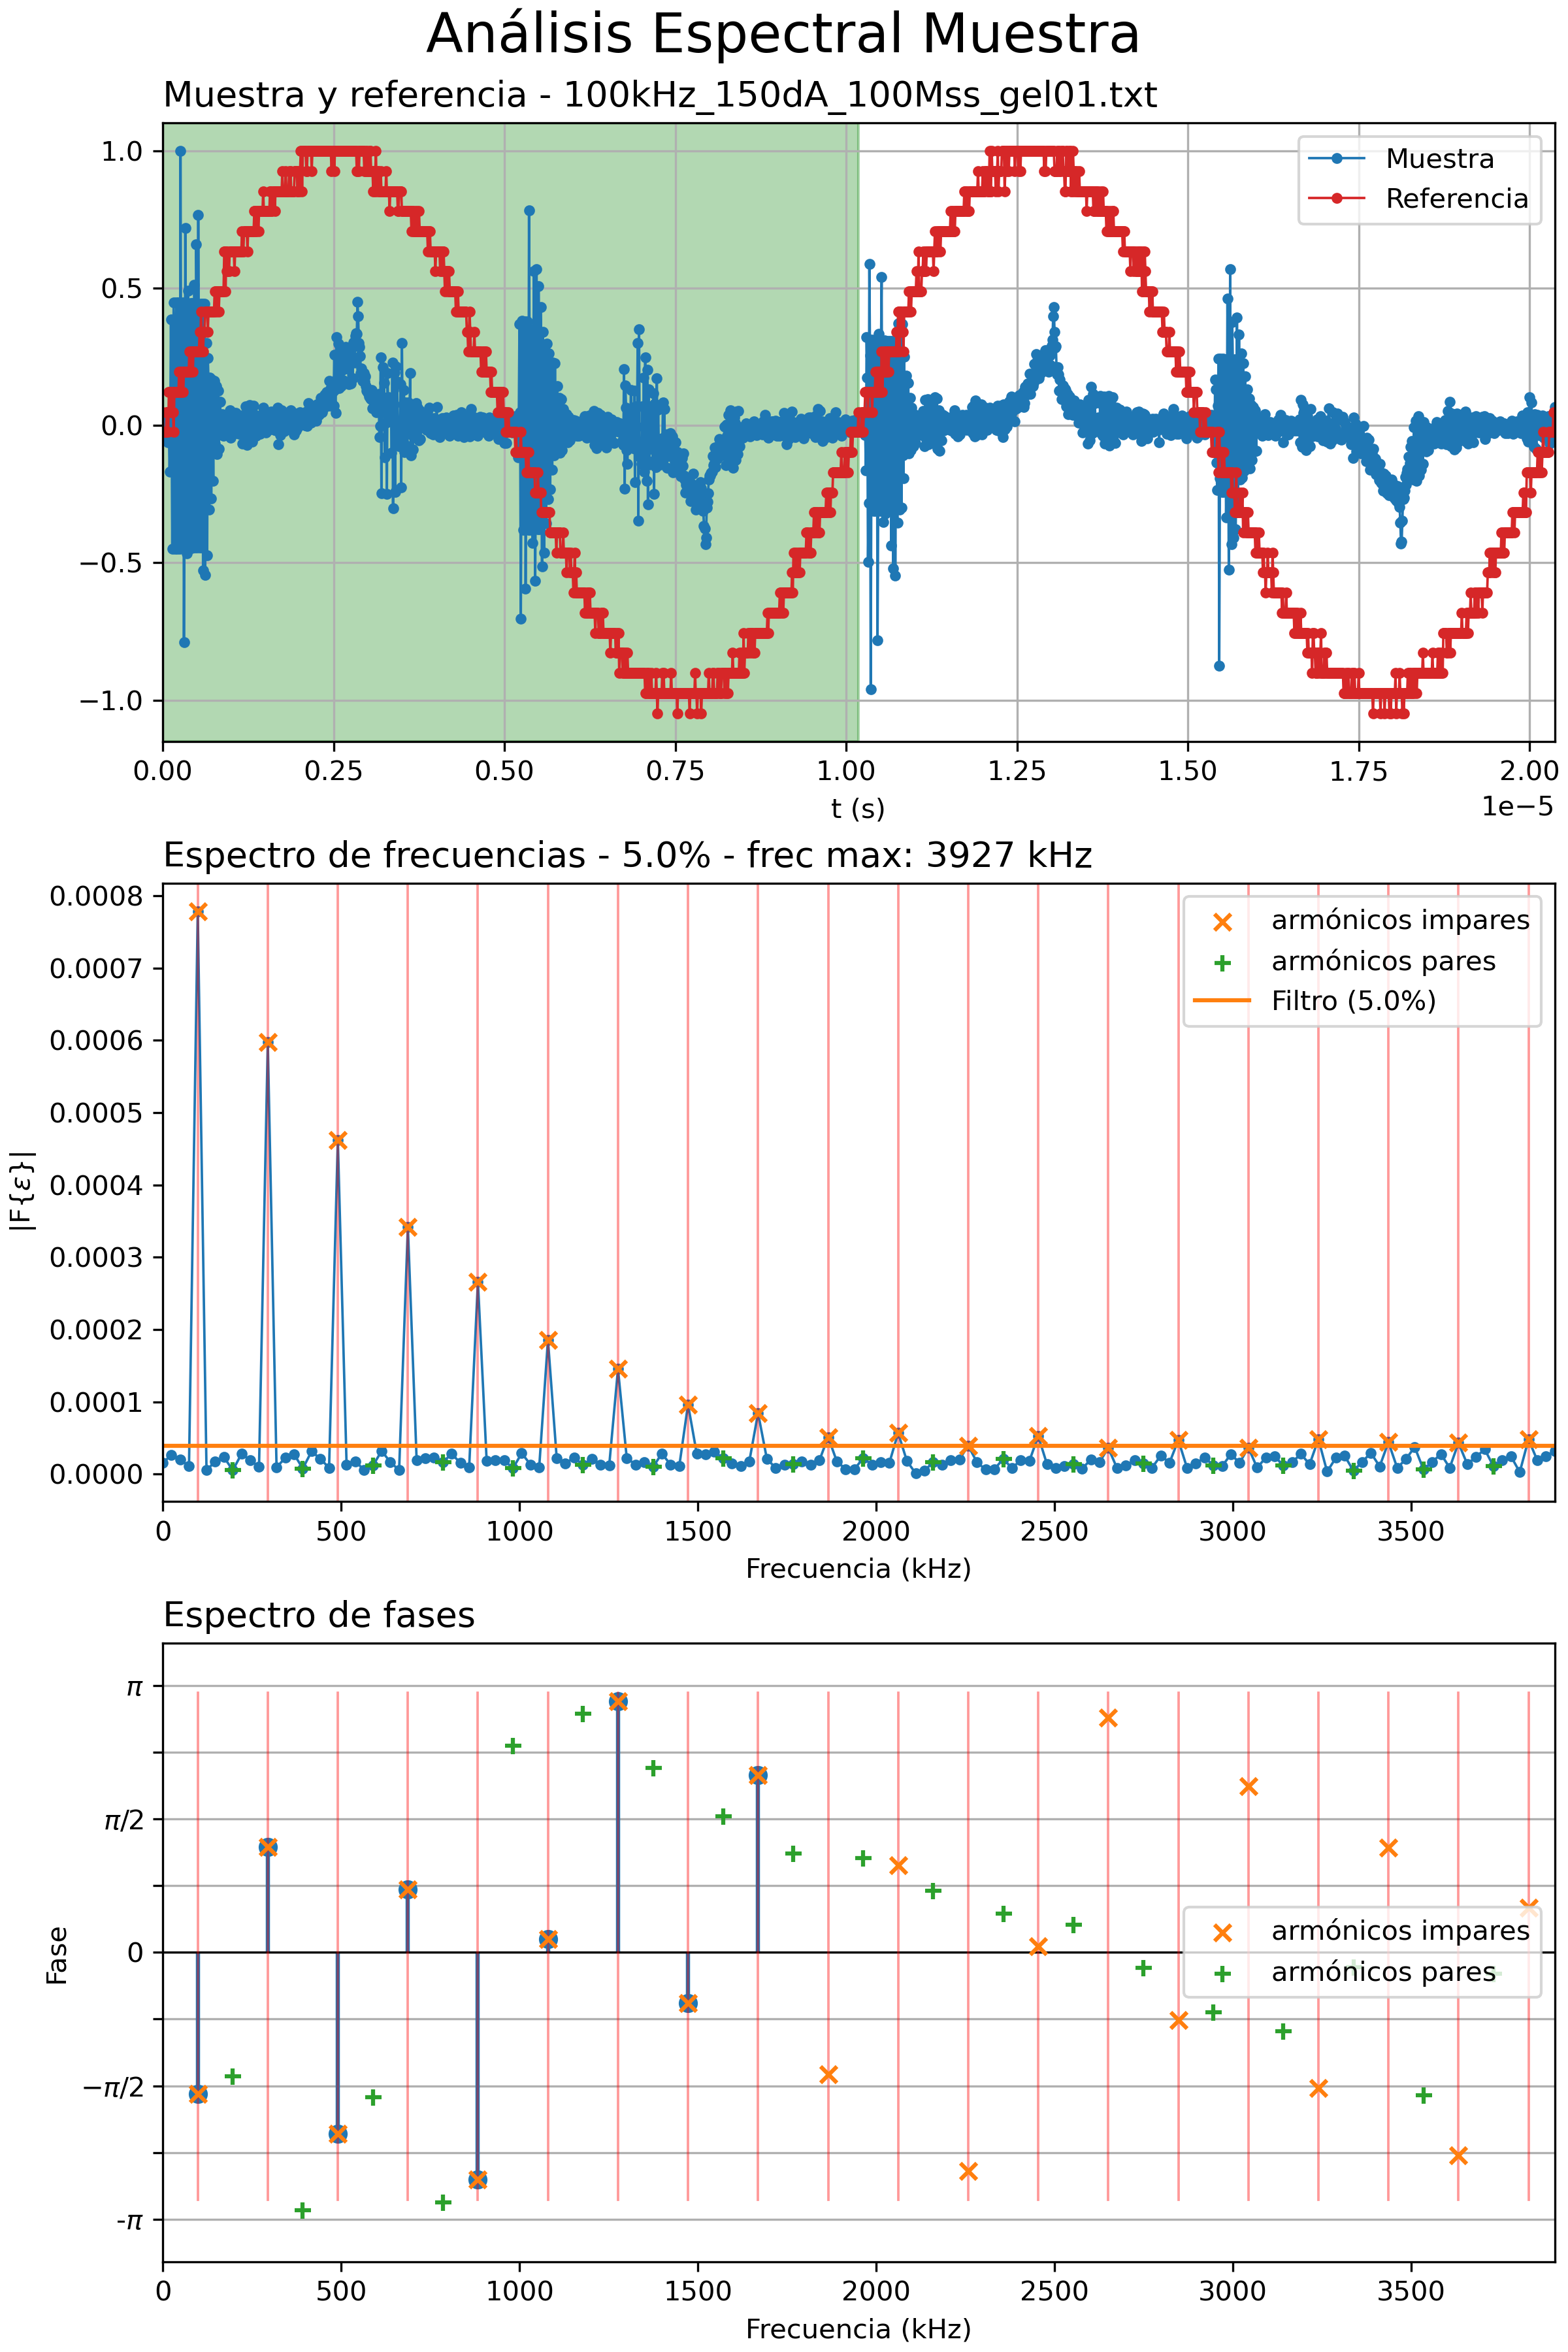 Análisis Espectral Muestra
Muestra y referencia - 100kHz_150dA_100Mss_gel01.txt
1.0
0.5
0.0
−0.5
−1.0
Muestra
Referencia
0.00 0.25 0.50 0.75 1.00 1.25 1.50 1.75 2.00
t (s)
1e−5
Espectro de frecuencias - 5.0% - frec max: 3927 kHz
0.0008
0.0007
0.0006
0.0005
0.0004
0.0003
0.0002
0.0001
0.0000
|F{ε}|
armónicos impares
armónicos pares
Filtro (5.0%)
0 500 1000 1500 2000 2500 3000 3500
Frecuencia (kHz)
Espectro de fases
π
π/2
0
−π/2
-π
Fase
armónicos impares
armónicos pares
0 500 1000 1500 2000 2500 3000 3500
Frecuencia (kHz)